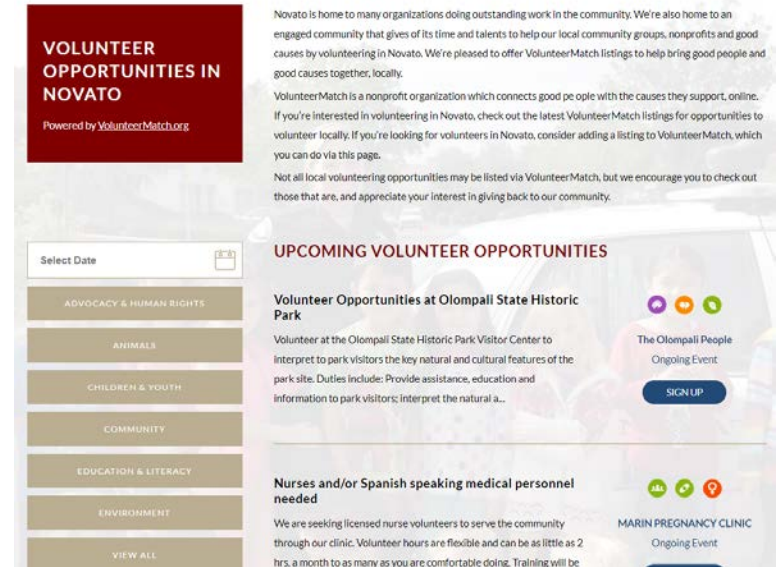 VOLUNTEER
OPPORTUNITIES IN
NOVATO
Powered by VolunteerMatch.org
Novato is home to many organizations doing outstanding work in the community. We're also home to an
engaged community that gives of its time and talents to help our local community groups, nonprofits and good
causes by volunteering in Novato. We're pleased to offer VolunteerMatch listings to help bring good people and
good causes together, locally.
VolunteerMatch is a nonprofit organization which connects good pe ople with the causes they support, online.
If you're interested in volunteering in Novato, check out the latest VolunteerMatch listings for opportunities to
volunteer locally. If you're looking for volunteers in Novato, consider adding a listing to VolunteerMatch, which
you can do via this page.
Not all local volunteering opportunities may be listed via VolunteerMatch, but we encourage you to check out
those that are, and appreciate your interest in giving back to our community.
Select Date
ADVOCACY & HUMAN RIGHTS
ANIMALS
CHILDREN & YOUTH
COMMUNITY
EDUCATION & LITERACY
ENVIRONMENT
VIEW ALL
UPCOMING VOLUNTEER OPPORTUNITIES
Volunteer Opportunities at Olompali State Historic
Park
Volunteer at the Olompali State Historic Park Visitor Center to
interpret to park visitors the key natural and cultural features of the
park site. Duties include: Provide assistance, education and
information to park visitors; interpret the natural a...
The Olompali People
Ongoing Event
SIGN UP
Nurses and/or Spanish speaking medical personnel
needed
We are seeking licensed nurse volunteers to serve the community
through our clinic. Volunteer hours are flexible and can be as little as 2
hrs. a month to as many as you are comfortable doing. Training will be
MARIN PREGNANCY CLINIC
Ongoing Event